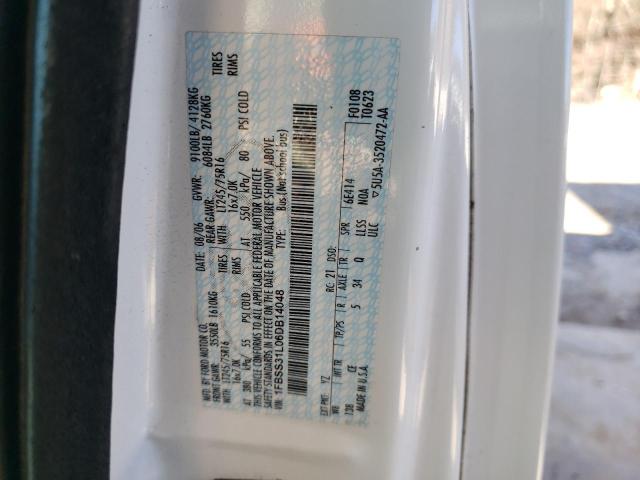 MFD. BY FORD MOTOR CO.
DATE: 08/06 GVWR: 9100LB/ 4128KG
FRONT GAWR: 3550LB 1610KG REAR GAWR: 6084LB 2760KG
WITH LT245/75R16 TIRES WITH LT245/75R16 TIRES
16x7.0K RIMS 16x7.0K RIMS
AT 380 kPa/ 55 PSI COLD AT 550 kPa/ 80 PSI COLD
THIS VEHICLE CONFORMS TO ALL APPLICABLE FEDERAL MOTOR VEHICLE
SAFETY STANDARDS IN EFFECT ON THE DATE OF MANUFACTURE SHOWN ABOVE.
VIN: 1FBSS31L06DB14048 TYPE: Bus (Not school bus)
F0108
T0623
EXT PNT: YZ RC: 21 DSO:
WB INT TR TP/PS R AXLE TR SPR
138 CE 5 34 Q 16E414
LLSS MOA
MADE IN U.S.A. ULC ▽5U5A-3520472-AA